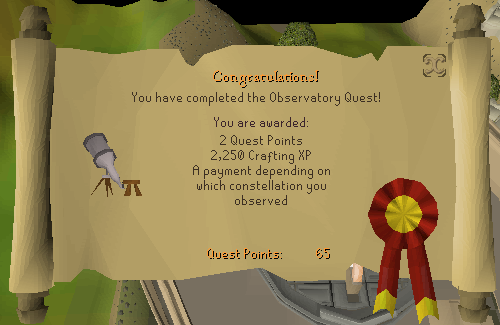 Congratulations!
You have completed the Observatory Quest!
You are awarded:
2 Quest Points
2,250 Crafting XP
A payment depending on
which constellation you
observed
Quest Points: 65